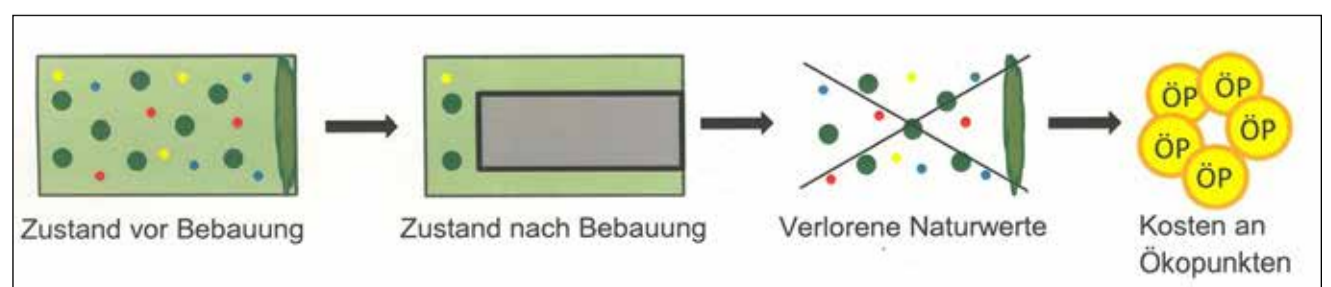 Zustand vor Bebauung
Zustand nach Bebauung
Verlorene Naturwerte
Kosten an
Ökopunkten
ÖP
ÖP
ÖP
ÖP
ÖP